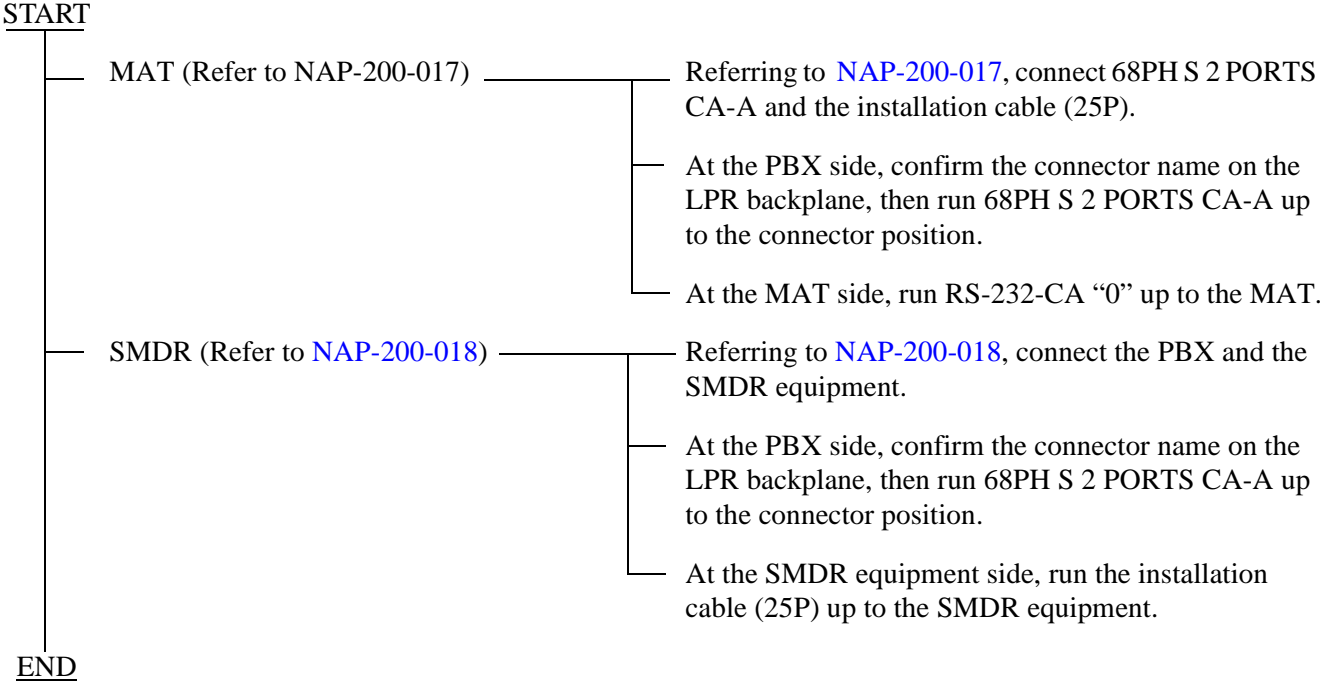 START
MAT (Refer to NAP-200-017)
Referring to NAP-200-017, connect 68PH S 2 PORTS
CA-A and the installation cable (25P).
At the PBX side, confirm the connector name on the
LPR backplane, then run 68PH S 2 PORTS CA-A up
to the connector position.
At the MAT side, run RS-232-CA “0” up to the MAT.
SMDR (Refer to NAP-200-018)
Referring to NAP-200-018, connect the PBX and the
SMDR equipment.
At the PBX side, confirm the connector name on the
LPR backplane, then run 68PH S 2 PORTS CA-A up
to the connector position.
At the SMDR equipment side, run the installation
cable (25P) up to the SMDR equipment.
END